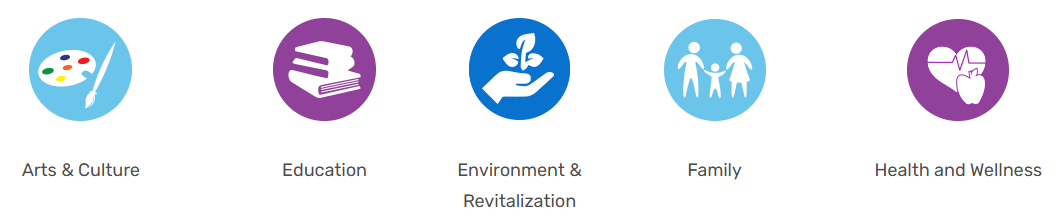 Arts & Culture
Education
Environment &
Revitalization
Family
Health and Wellness